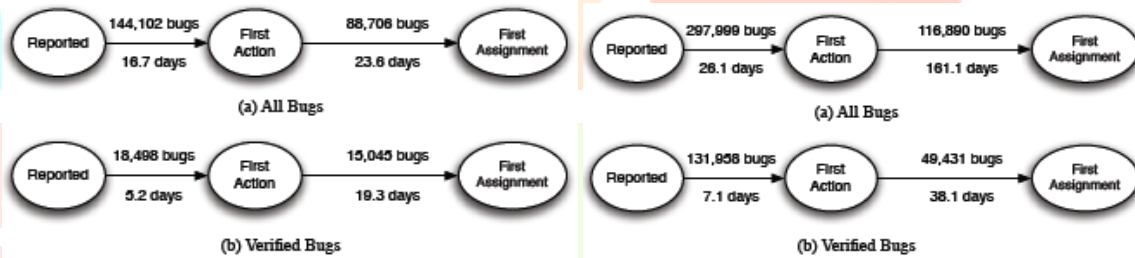 144,102 bugs
88,706 bugs
Reported
First
Action
First
Assignment
16.7 days
23.6 days
(a) All Bugs
18,498 bugs
15,045 bugs
Reported
First
Action
First
Assignment
5.2 days
19.3 days
(b) Verified Bugs
297,999 bugs
116,890 bugs
Reported
First
Action
First
Assignment
26.1 days
161.1 days
(a) All Bugs
131,958 bugs
49,431 bugs
Reported
First
Action
First
Assignment
7.1 days
38.1 days
(b) Verified Bugs